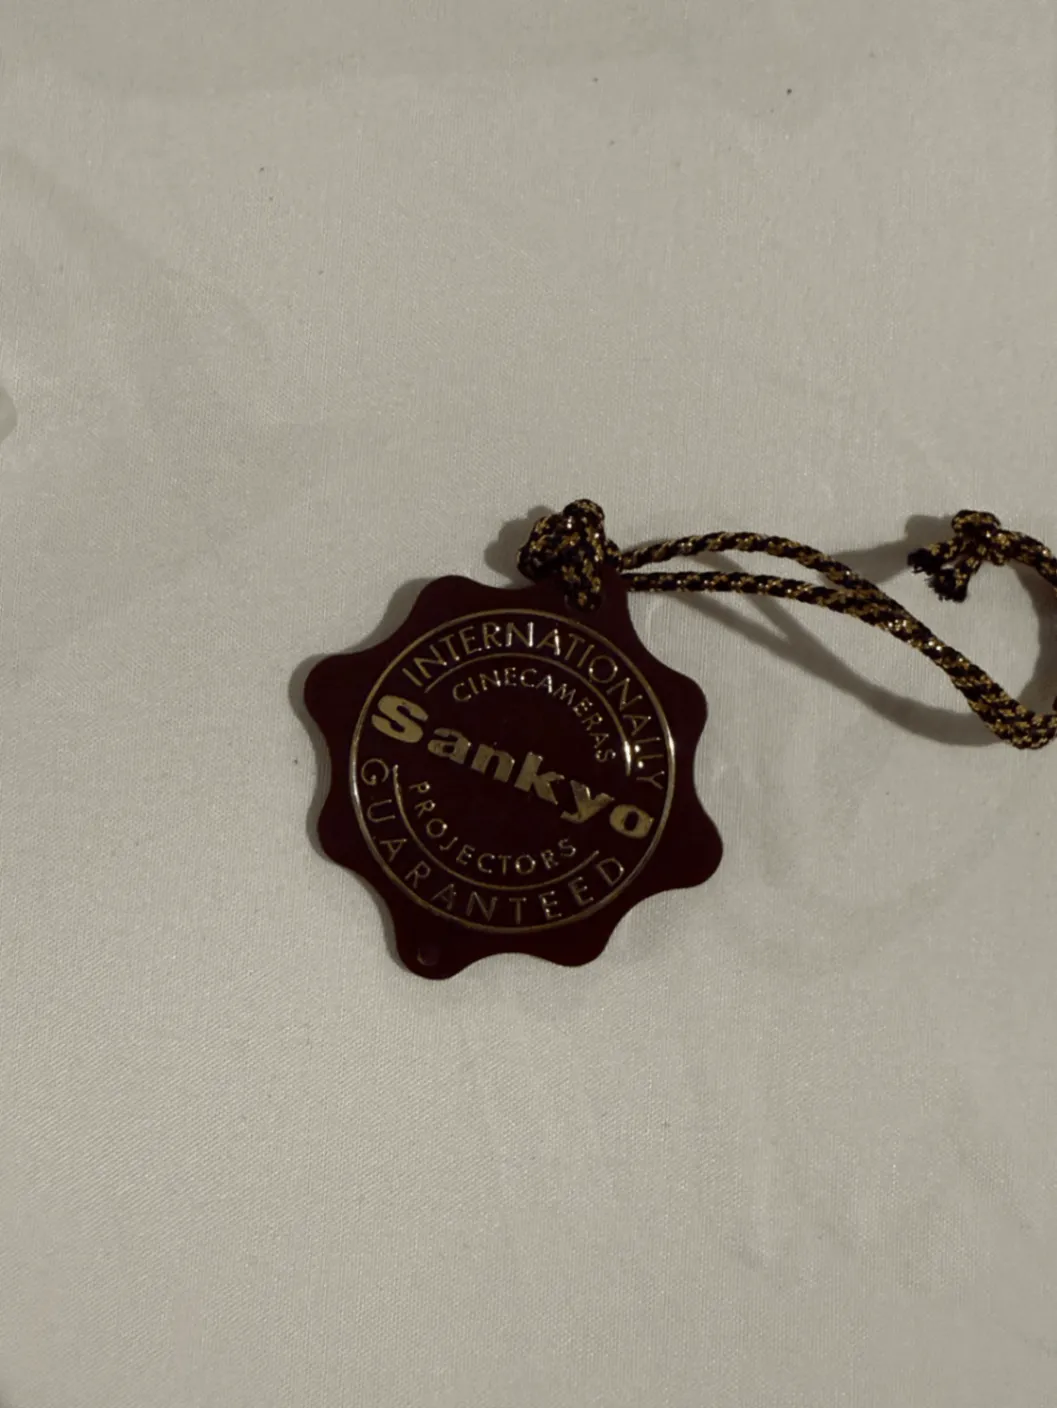 INTERNATIONALLY
CINECAMERAS
Sankyo
PROJECTORS
GUARANTEED